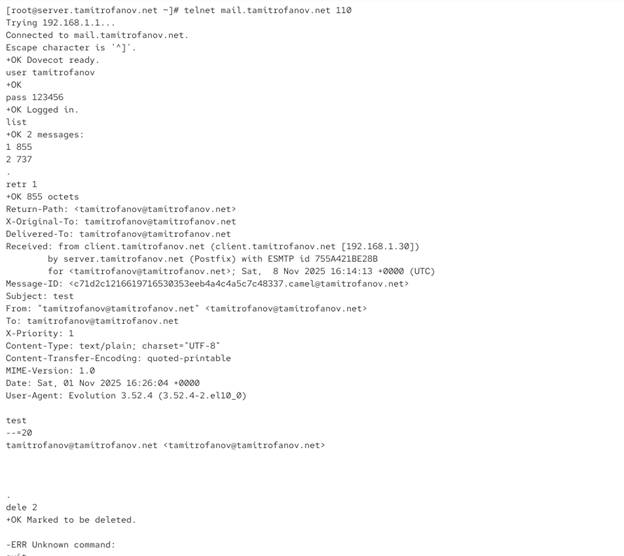 [root@server.tamitrofanov.net ~]# telnet mail.tamitrofanov.net 110
Trying 192.168.1.1...
Connected to mail.tamitrofanov.net.
Escape character is '^]'.
+OK Dovecot ready.
user tamitrofanov
+OK
pass 123456
+OK Logged in.
list
+OK 2 messages:
1 855
2 737
.
retr 1
+OK 855 octets
Return-Path: <tamitrofanov@tamitrofanov.net>
X-Original-To: tamitrofanov@tamitrofanov.net
Delivered-To: tamitrofanov@tamitrofanov.net
Received: from client.tamitrofanov.net (client.tamitrofanov.net [192.168.1.30])
by server.tamitrofanov.net (Postfix) with ESMTP id 755A421BE28B
for <tamitrofanov@tamitrofanov.net>; Sat,  8 Nov 2025 16:14:13 +0000 (UTC)
Message-ID: <c71d2c1216619716530353eeb4a4c4a5c7c48337.camel@tamitrofanov.net>
Subject: test
From: "tamitrofanov@tamitrofanov.net" <tamitrofanov@tamitrofanov.net>
To: tamitrofanov@tamitrofanov.net
X-Priority: 1
Content-Type: text/plain; charset="UTF-8"
Content-Transfer-Encoding: quoted-printable
MIME-Version: 1.0
Date: Sat, 01 Nov 2025 16:26:04 +0000
User-Agent: Evolution 3.52.4 (3.52.4-2.el10_0)
test
--=20
tamitrofanov@tamitrofanov.net <tamitrofanov@tamitrofanov.net>
.
dele 2
+OK Marked to be deleted.
-ERR Unknown command: